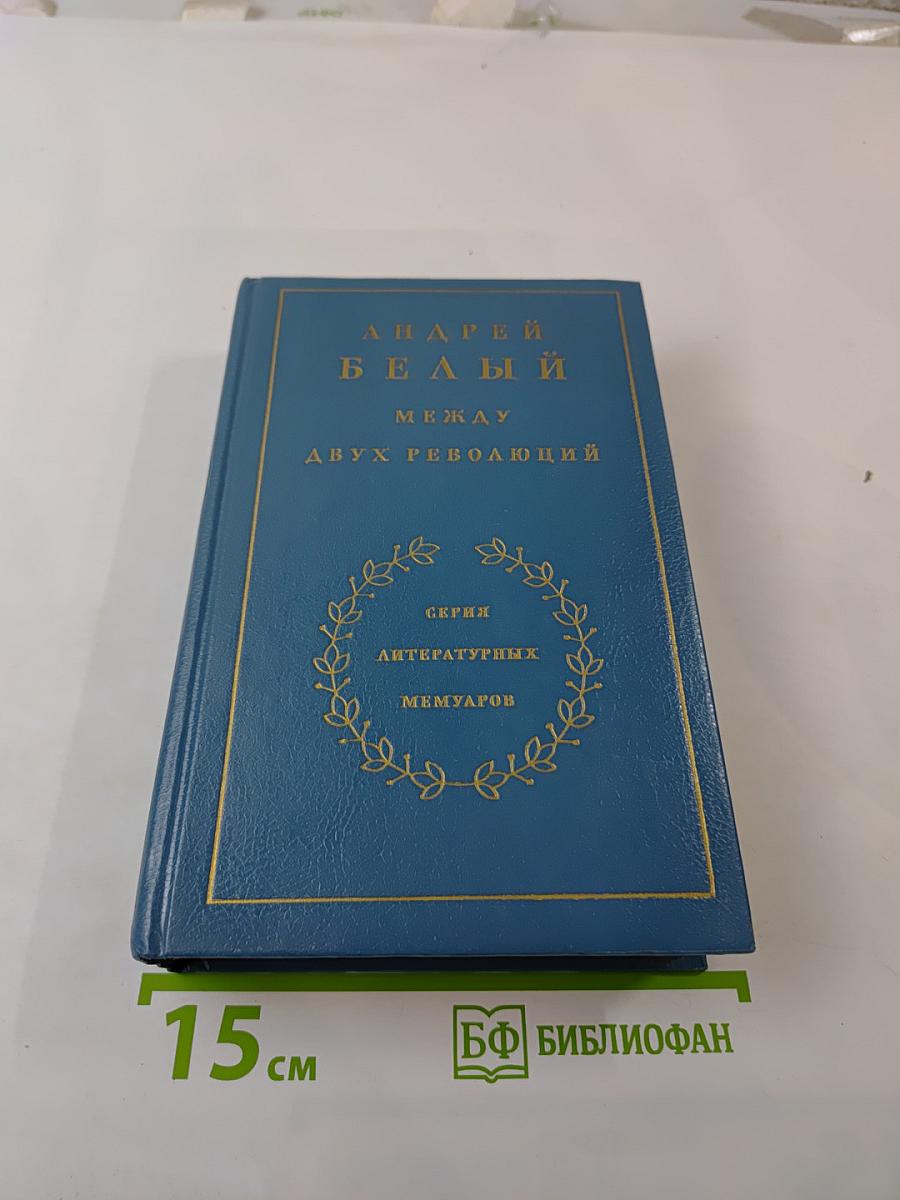 АНДРЕЙ
БЕЛЫЙ
МЕЖДУ
ДВУХ РЕВОЛЮЦИЙ
СЕРИЯ
ЛИТЕРАТУРНЫХ
МЕМУАРОВ
15 см
БФ БИБЛИОФАН